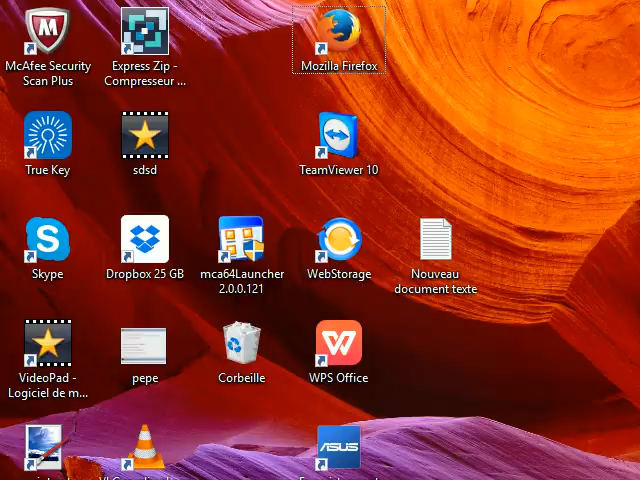 McAfee Security
Scan Plus
Express Zip -
Compresseur ...
Mozilla Firefox
True Key
sdsd
TeamViewer 10
Skype
Dropbox 25 GB
mca64Launcher
2.0.0.121
WebStorage
Nouveau
document texte
VideoPad -
Logiciel de m...
pepe
Corbeille
WPS Office
ASUS